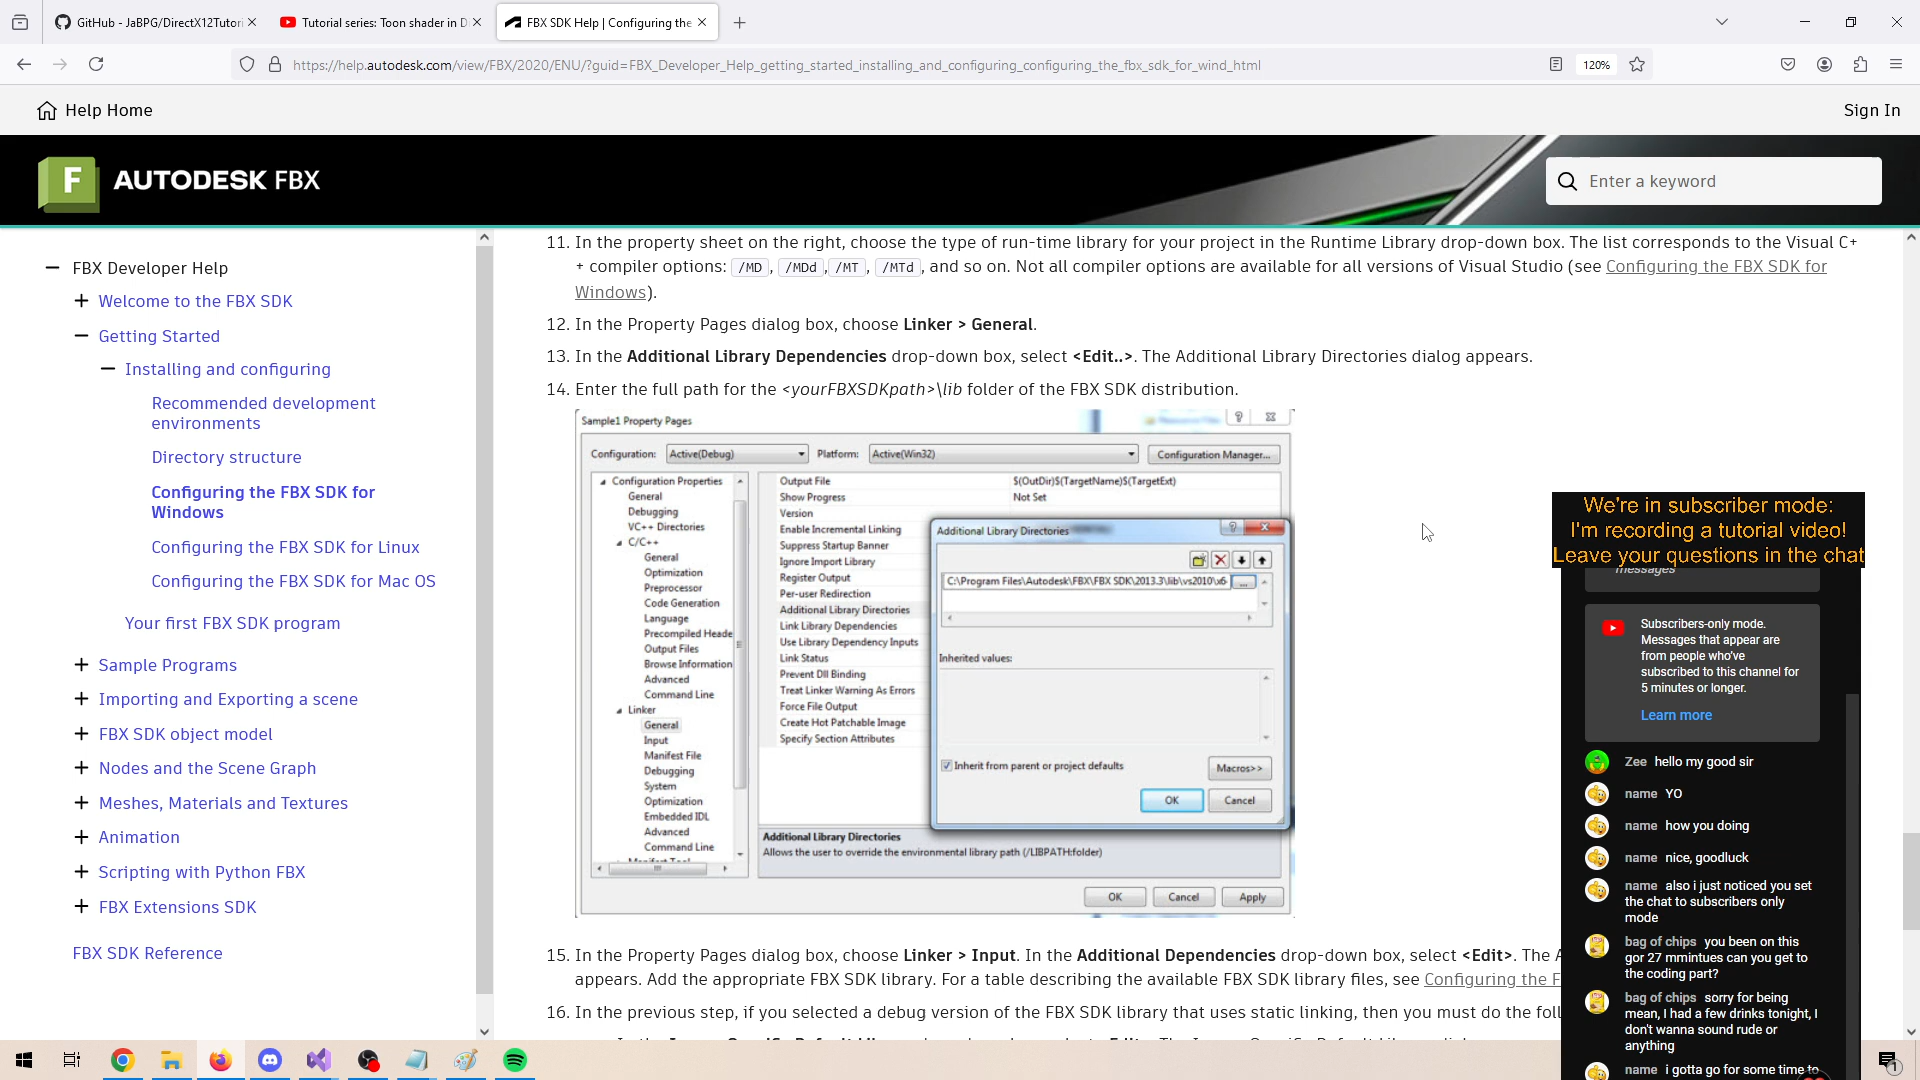 GitHub - JaBPG/DirectX12Tutori
Tutorial series: Toon shader in D
FBX SDK Help | Configuring the
https://help.autodesk.com/view/FBX/2020/ENU/?guid=FBX_Developer_Help_getting_started_installing_and_configuring_configuring_the_fbx_sdk_for_wind_html
120%
Help Home
Sign In
F AUTODESK FBX
Enter a keyword
FBX Developer Help
Welcome to the FBX SDK
Getting Started
Installing and configuring
Recommended development
environments
Directory structure
Configuring the FBX SDK for
Windows
Configuring the FBX SDK for Linux
Configuring the FBX SDK for Mac OS
Your first FBX SDK program
Sample Programs
Importing and Exporting a scene
FBX SDK object model
Nodes and the Scene Graph
Meshes, Materials and Textures
Animation
Scripting with Python FBX
FBX Extensions SDK
FBX SDK Reference
11. In the property sheet on the right, choose the type of run-time library for your project in the Runtime Library drop-down box. The list corresponds to the Visual C+
+ compiler options: /MD, /MDd, /MT, /MTd, and so on. Not all compiler options are available for all versions of Visual Studio (see Configuring the FBX SDK for
Windows).
12. In the Property Pages dialog box, choose Linker > General.
13. In the Additional Library Dependencies drop-down box, select <Edit..>. The Additional Library Directories dialog appears.
14. Enter the full path for the <yourFBXSDKpath>\lib folder of the FBX SDK distribution.
Sample1 Property Pages
Configuration: Active(Debug) Platform: Active(Win32) Configuration Manager...
Configuration Properties
General
Debugging
VC++ Directories
C/C++
General
Optimization
Preprocessor
Code Generation
Language
Precompiled Heade
Output Files
Browse Information
Advanced
Command Line
Linker
General
Input
Manifest File
Debugging
System
Optimization
Embedded IDL
Advanced
Command Line
Manifest Tool
Output File $(OutDir)$(TargetName)$(TargetExt)
Show Progress Not Set
Version
Enable Incremental Linking
Suppress Startup Banner
Ignore Import Library
Register Output
Per-user Redirection
Additional Library Directories
Link Library Dependencies
Use Library Dependency Inputs
Link Status
Prevent Dll Binding
Treat Linker Warning As Errors
Force File Output
Create Hot Patchable Image
Specify Section Attributes
Additional Library Directories
C:\Program Files\Autodesk\FBX\FBX SDK\2013.3\lib\vs2010\x6
...
Inherited values:
Inherit from parent or project defaults
Macros>>
OK Cancel
Additional Library Directories
Allows the user to override the environmental library path (/LIBPATH:folder)
OK Cancel Apply
15. In the Property Pages dialog box, choose Linker > Input. In the Additional Dependencies drop-down box, select <Edit>. The A
appears. Add the appropriate FBX SDK library. For a table describing the available FBX SDK library files, see Configuring the F
16. In the previous step, if you selected a debug version of the FBX SDK library that uses static linking, then you must do the foll
We're in subscriber mode:
I'm recording a tutorial video!
Leave your questions in the chat
messages
Subscribers-only mode.
Messages that appear are
from people who've
subscribed to this channel for
5 minutes or longer.
Learn more
Zee hello my good sir
name YO
name how you doing
name nice, goodluck
name also i just noticed you set
the chat to subscribers only
mode
bag of chips you been on this
gor 27 mmintues can you get to
the coding part?
bag of chips sorry for being
mean, I had a few drinks tonight, I
don't wanna sound rude or
anything
name i gotta go for some time to
1